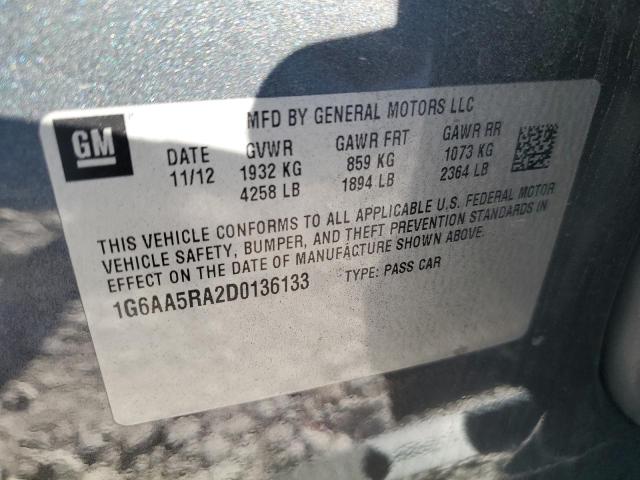 GM
MFD BY GENERAL MOTORS LLC
DATE GVWR GAWR FRT GAWR RR
11/12 1932 KG 859 KG 1073 KG
4258 LB 1894 LB 2364 LB
THIS VEHICLE CONFORMS TO ALL APPLICABLE U.S. FEDERAL MOTOR
VEHICLE SAFETY, BUMPER, AND THEFT PREVENTION STANDARDS IN
EFFECT ON THE DATE OF MANUFACTURE SHOWN ABOVE.
1G6AA5RA2D0136133 TYPE: PASS CAR